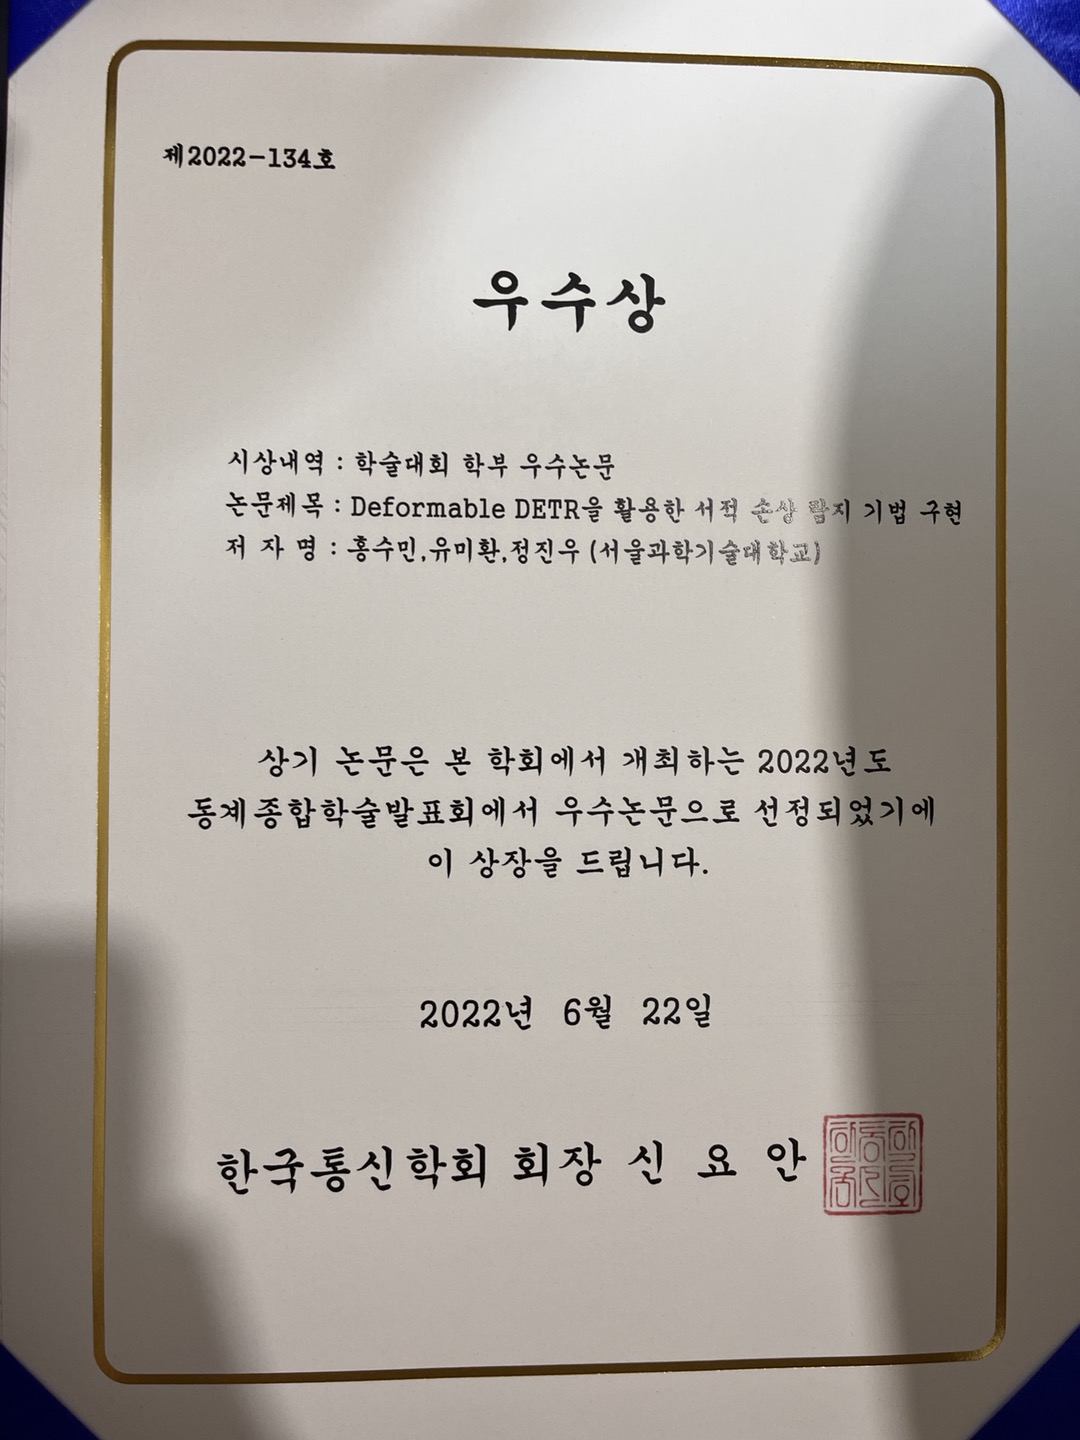 제2022-134호
우수상
시상내역 : 학술대회 학부 우수논문
논문제목 : Deformable DETR을 활용한 서적 손상 탐지 기법 구현
저 자 명 : 홍수민,유미환,정진우 (서울과학기술대학교)
상기 논문은 본 학회에서 개최하는 2022년도
동계종합학술발표회에서 우수논문으로 선정되었기에
이 상장을 드립니다.
2022년 6월 22일
한국통신학회 회장 신 요 안